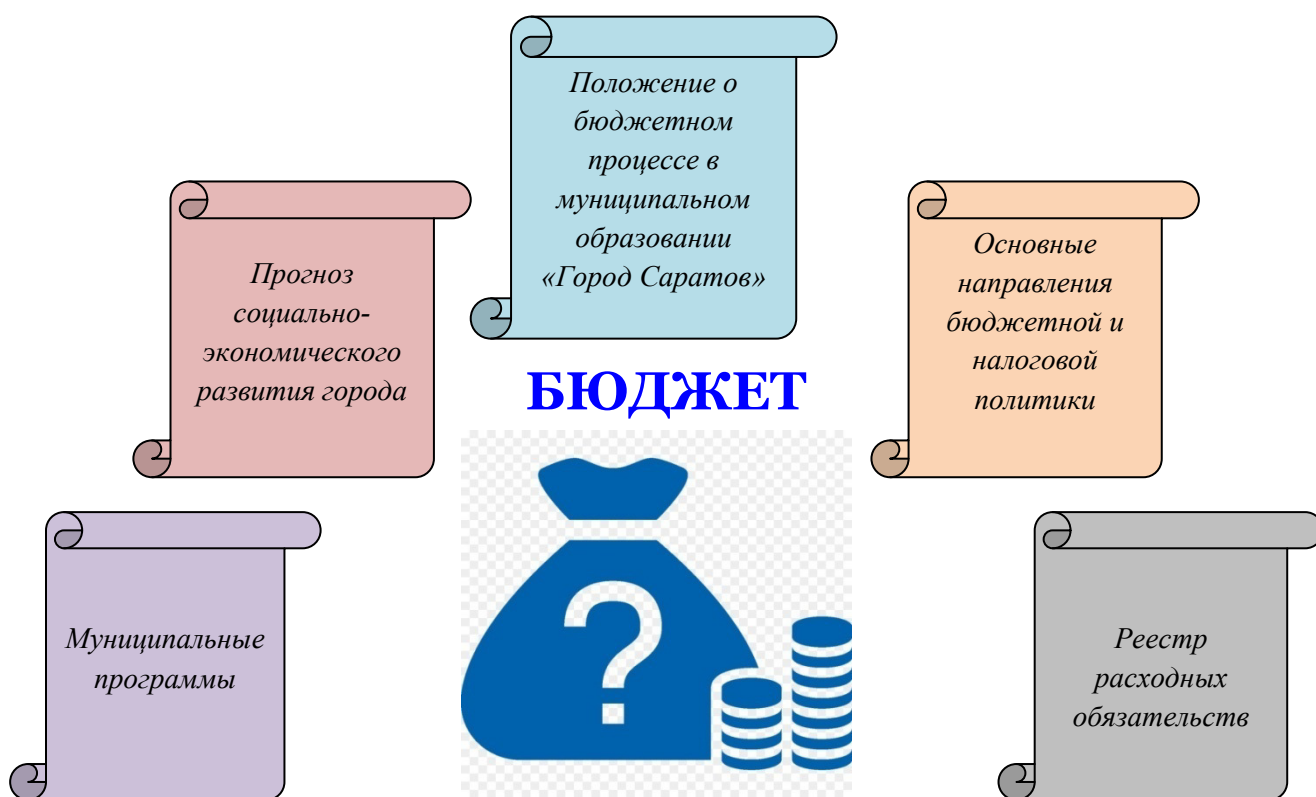 Положение о
бюджетном
процессе в
муниципальном
образовании
«Город Саратов»
Прогноз
социально-
экономического
развития города
Основные
направления
бюджетной и
налоговой
политики
БЮДЖЕТ
?
Муниципальные
программы
Реестр
расходных
обязательств